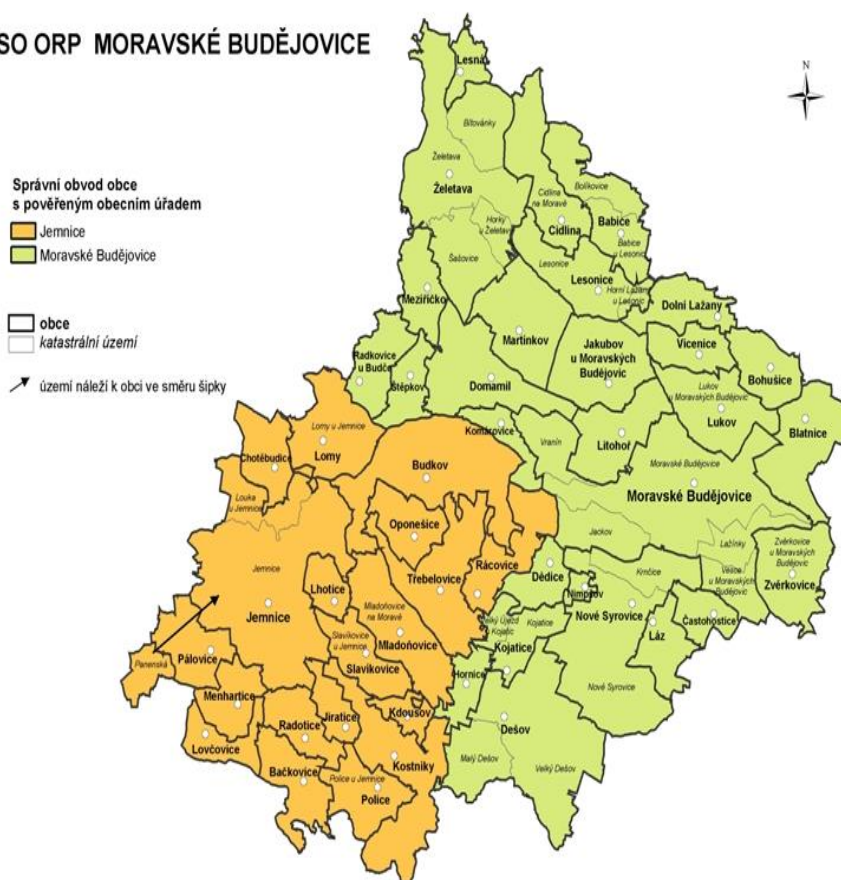 SO ORP MORAVSKÉ BUDĚJOVICE
N
Správní obvod obce
s pověřeným obecním úřadem
Jemnice
Moravské Budějovice
obce
katastrální území
území náleží k obci ve směru šipky
Lesná
Bítovánky
Želetava
Želetava
Bolíkovice
Cidlina
na Moravě
Cidlina
Babice
Babice
u Lesonic
Horky
u Želetavy
Šašovice
Lesonice
Lesonice
Horní Lažany
u Lesonic
Meziříčko
Dolní Lažany
Martínkov
Jakubov
u Moravských
Budějovic
Vícenice
Radkovice
u Budče
Štěpkov
Domamil
Bohušice
Lukov
u Moravských Budějovic
Lukov
Blatnice
Lomy u Jemnice
Lomy
Komárovice
Vranín
Litohoř
Chotěbudice
Budkov
Moravské Budějovice
Moravské Budějovice
Louka
u Jemnice
Oponešice
Jackov
Lažínky
Zvěrkovice
u Moravských
Budějovic
Zvěrkovice
Jemnice
Jemnice
Lhotice
Třebelovice
Rácovice
Dědice
Krnčice
Vesce
u Moravských
Budějovic
Nimpšov
Nové Syrovice
Častohostice
Mladoňovice
na Moravě
Mladoňovice
Velký Újezd
u Kojatic
Kojatice
Kojatice
Láz
Slavíkovice
u Jemnice
Slavíkovice
Panenská
Pálovice
Hornice
Nové Syrovice
Menhartice
Radotice
Jiratice
Kdousov
Dešov
Lovčovice
Kostníky
Malý Dešov
Velký Dešov
Bačkovice
Police u Jemnice
Police